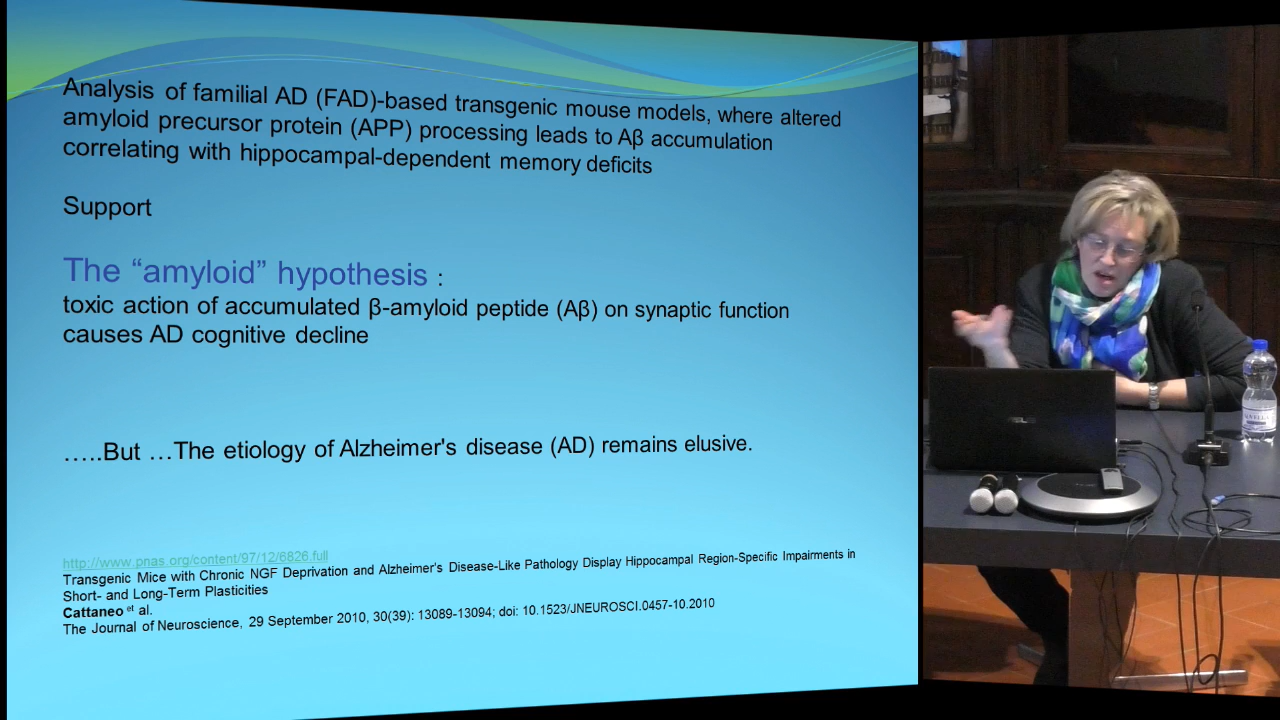 Analysis of familial AD (FAD)-based transgenic mouse models, where altered
amyloid precursor protein (APP) processing leads to Aβ accumulation
correlating with hippocampal-dependent memory deficits
Support
The “amyloid” hypothesis :
toxic action of accumulated β-amyloid peptide (Aβ) on synaptic function
causes AD cognitive decline
…..But …The etiology of Alzheimer's disease (AD) remains elusive.
http://www.pnas.org/content/97/12/6826.full
Transgenic Mice with Chronic NGF Deprivation and Alzheimer's Disease-Like Pathology Display Hippocampal Region-Specific Impairments in
Short- and Long-Term Plasticities
Cattaneo et al.
The Journal of Neuroscience, 29 September 2010, 30(39): 13089-13094; doi: 10.1523/JNEUROSCI.0457-10.2010